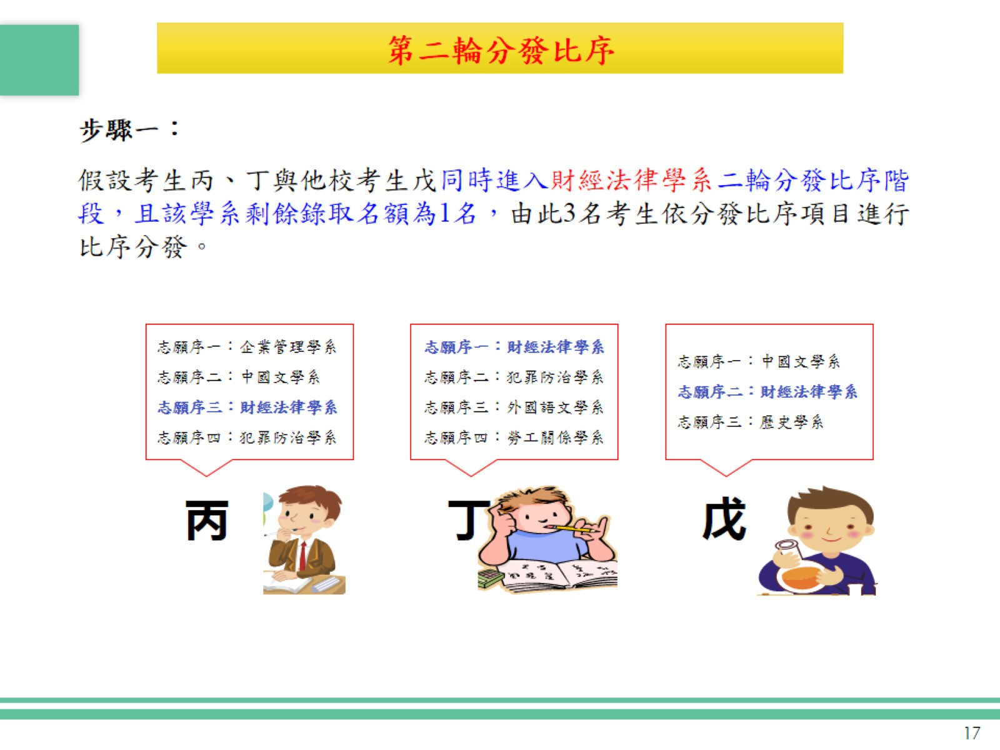 第二輪分發比序
步驟一：
假設考生丙、丁與他校考生戊同時進入財經法律學系二輪分發比序階
段，且該學系剩餘錄取名額為1名，由此3名考生依分發比序項目進行
比序分發。
志願序一：企業管理學系
志願序二：中國文學系
志願序三：財經法律學系
志願序四：犯罪防治學系
志願序一：財經法律學系
志願序二：犯罪防治學系
志願序三：外國語文學系
志願序四：勞工關係學系
志願序一：中國文學系
志願序二：財經法律學系
志願序三：歷史學系
丙
丁
戊
17